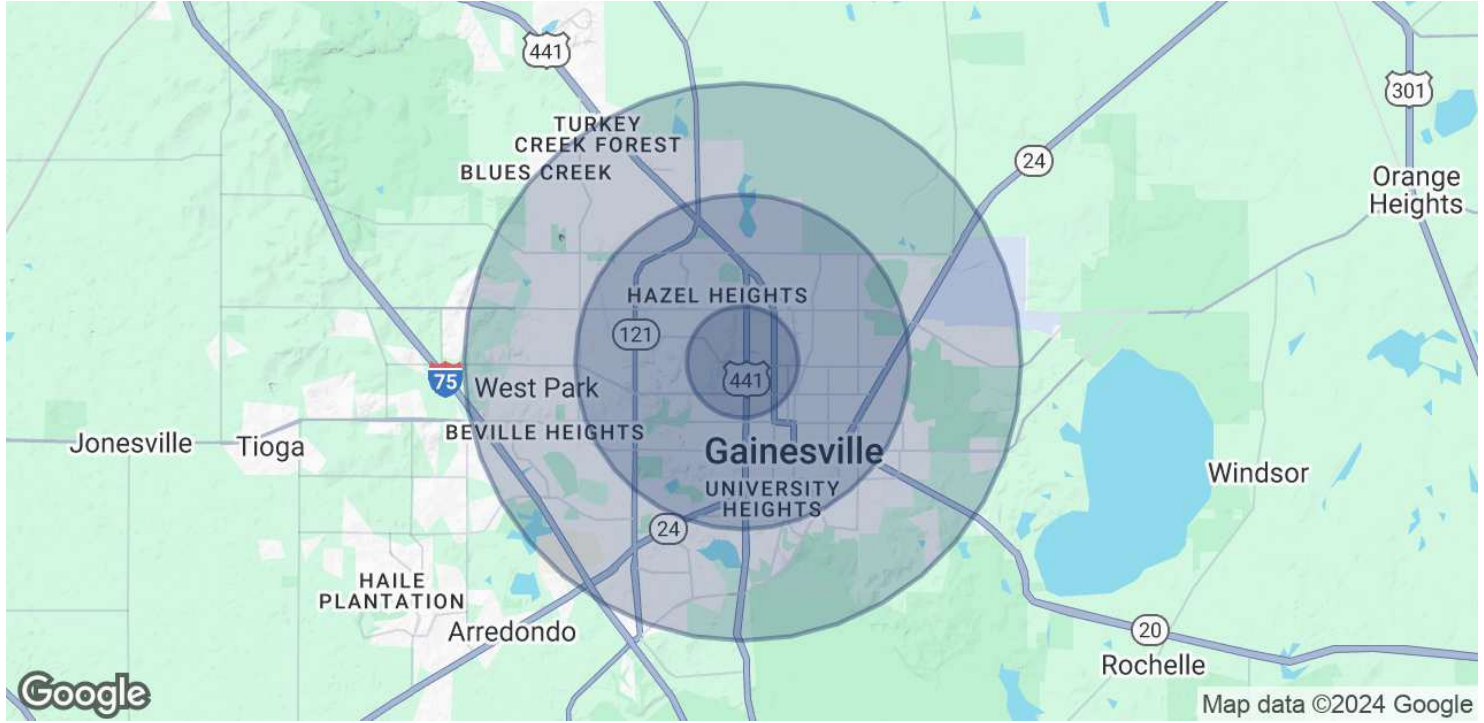 441
301
TURKEY
CREEK FOREST
BLUES CREEK
24
Orange
Heights
HAZEL HEIGHTS
121
441
75
West Park
BEVILLE HEIGHTS
Jonesville
Tioga
Gainesville
Windsor
UNIVERSITY
HEIGHTS
24
HAILE
PLANTATION
Arredondo
20
Rochelle
Google
Map data ©2024 Google